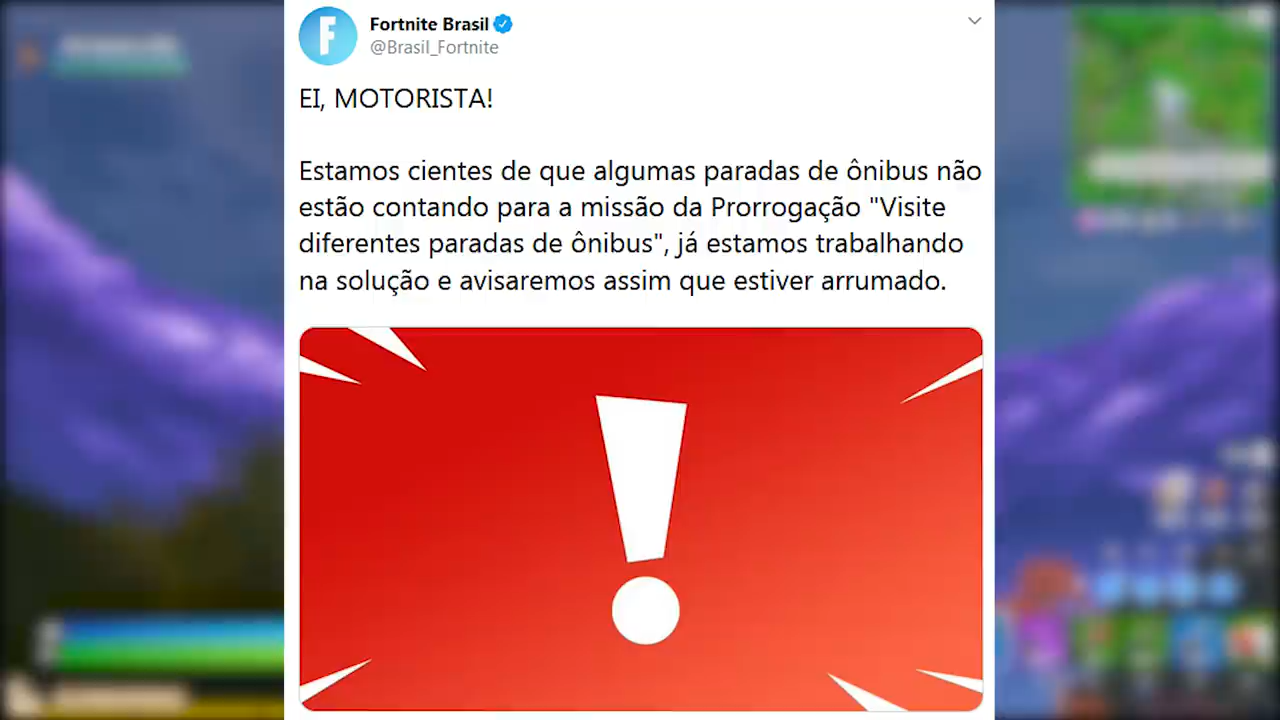 Fortnite Brasil
@Brasil_Fortnite
EI, MOTORISTA!
Estamos cientes de que algumas paradas de ônibus não
estão contando para a missão da Prorrogação "Visite
diferentes paradas de ônibus", já estamos trabalhando
na solução e avisaremos assim que estiver arrumado.